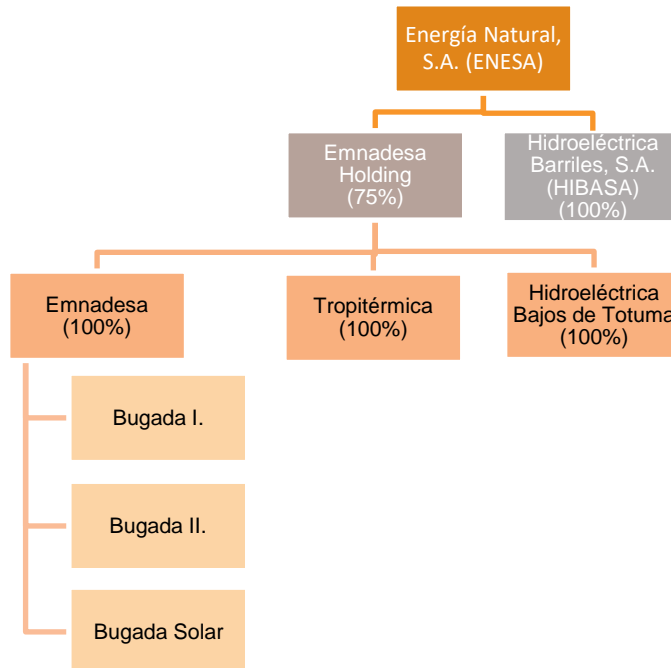 Energía Natural,
S.A. (ENESA)
Emnadesa
Holding
(75%)
Hidroeléctrica
Barriles, S.A.
(HIBASA)
(100%)
Emnadesa
(100%)
Tropitérmica
(100%)
Hidroeléctrica
Bajos de Totuma
(100%)
Bugada I.
Bugada II.
Bugada Solar